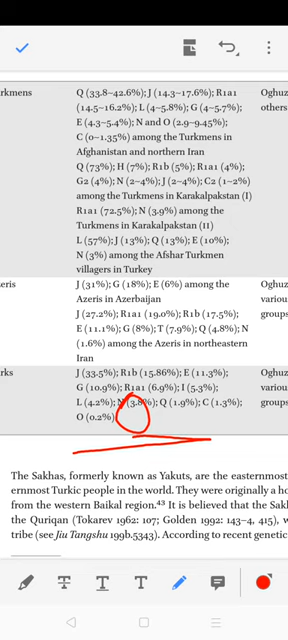 rkmens
Q (33.8–42.6%); J (14.3–17.6%); R1a1
Oghuz
(14.5–16.2%); L (4–5.8%); G (4–5.7%);
others
E (4.3–5.4%); N and O (2.9–9.45%);
C (0–1.35%) among the Turkmens in
Afghanistan and northern Iran
Q (73%); H (7%); R1b (5%); R1a1 (4%);
G2 (4%); N (2–4%); J (2–4%); C2 (1–2%)
among the Turkmens in Karakalpakstan (I)
R1a1 (72.5%); N (3.9%) among the
Turkmens in Karakalpakstan (II)
L (57%); J (13%); Q (13%); E (10%);
N (3%) among the Afshar Turkmen
villagers in Turkey
eris
J (31%); G (18%); E (6%) among the
Oghuz
Azeris in Azerbaijan
variou
J (27.2%); R1a1 (19.0%); R1b (17.5%);
groups
E (11.1%); G (8%); T (7.9%); Q (4.8%); N
(1.6%) among the Azeris in northeastern
Iran
rks
J (33.5%); R1b (15.86%); E (11.3%);
Oghuz
G (10.9%); R1a1 (6.9%); I (5.3%);
variou
L (4.2%); N (3.8%); Q (1.9%); C (1.3%);
groups
O (0.2%)
The Sakhas, formerly known as Yakuts, are the easternmost
ernmost Turkic people in the world. They were originally a ho
from the western Baikal region.43 It is believed that the Sak
the Quriqan (Tokarev 1962: 107; Golden 1992: 143–4, 415), w
tribe (see Jiu Tangshu 199b.5343). According to recent genetic